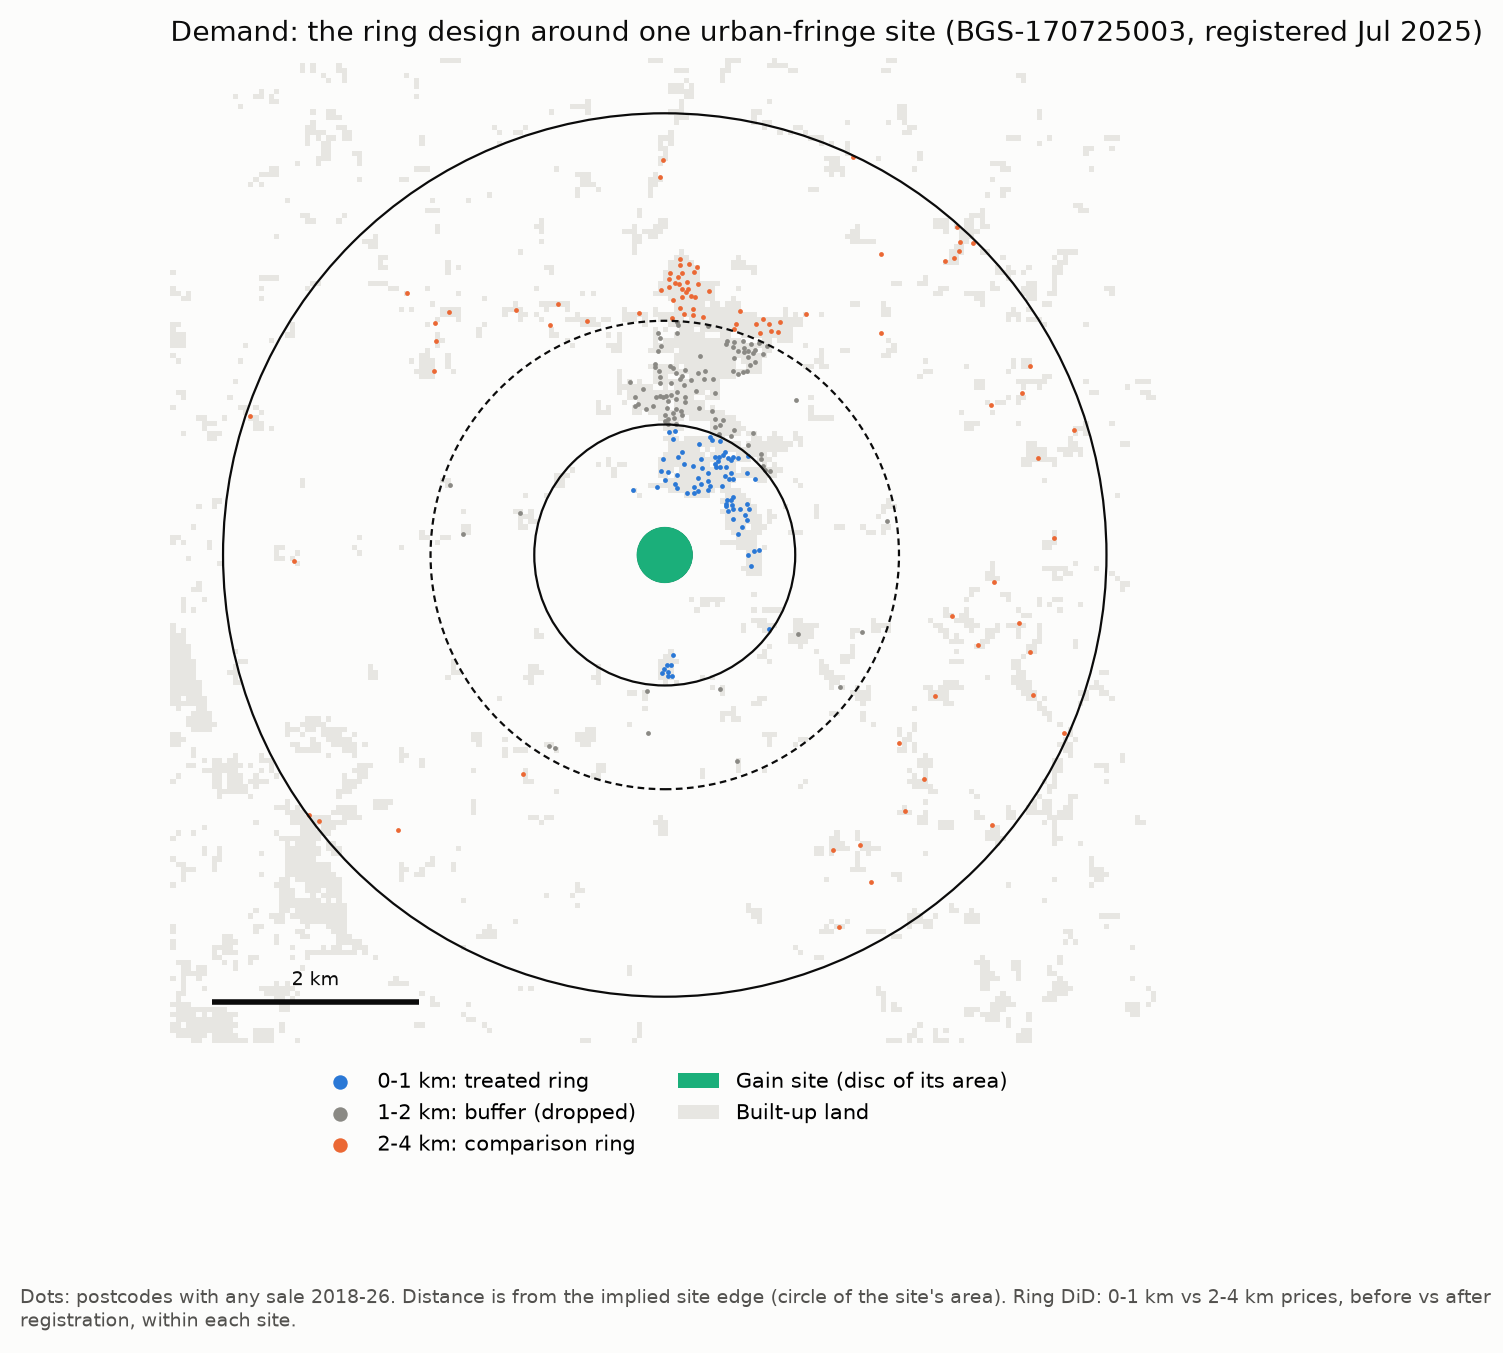 Demand: the ring design around one urban-fringe site (BGS-170725003, registered Jul 2025)
2 km
0-1 km: treated ring
1-2 km: buffer (dropped)
2-4 km: comparison ring
Gain site (disc of its area)
Built-up land
Dots: postcodes with any sale 2018-26. Distance is from the implied site edge (circle of the site's area). Ring DiD: 0-1 km vs 2-4 km prices, before vs after
registration, within each site.